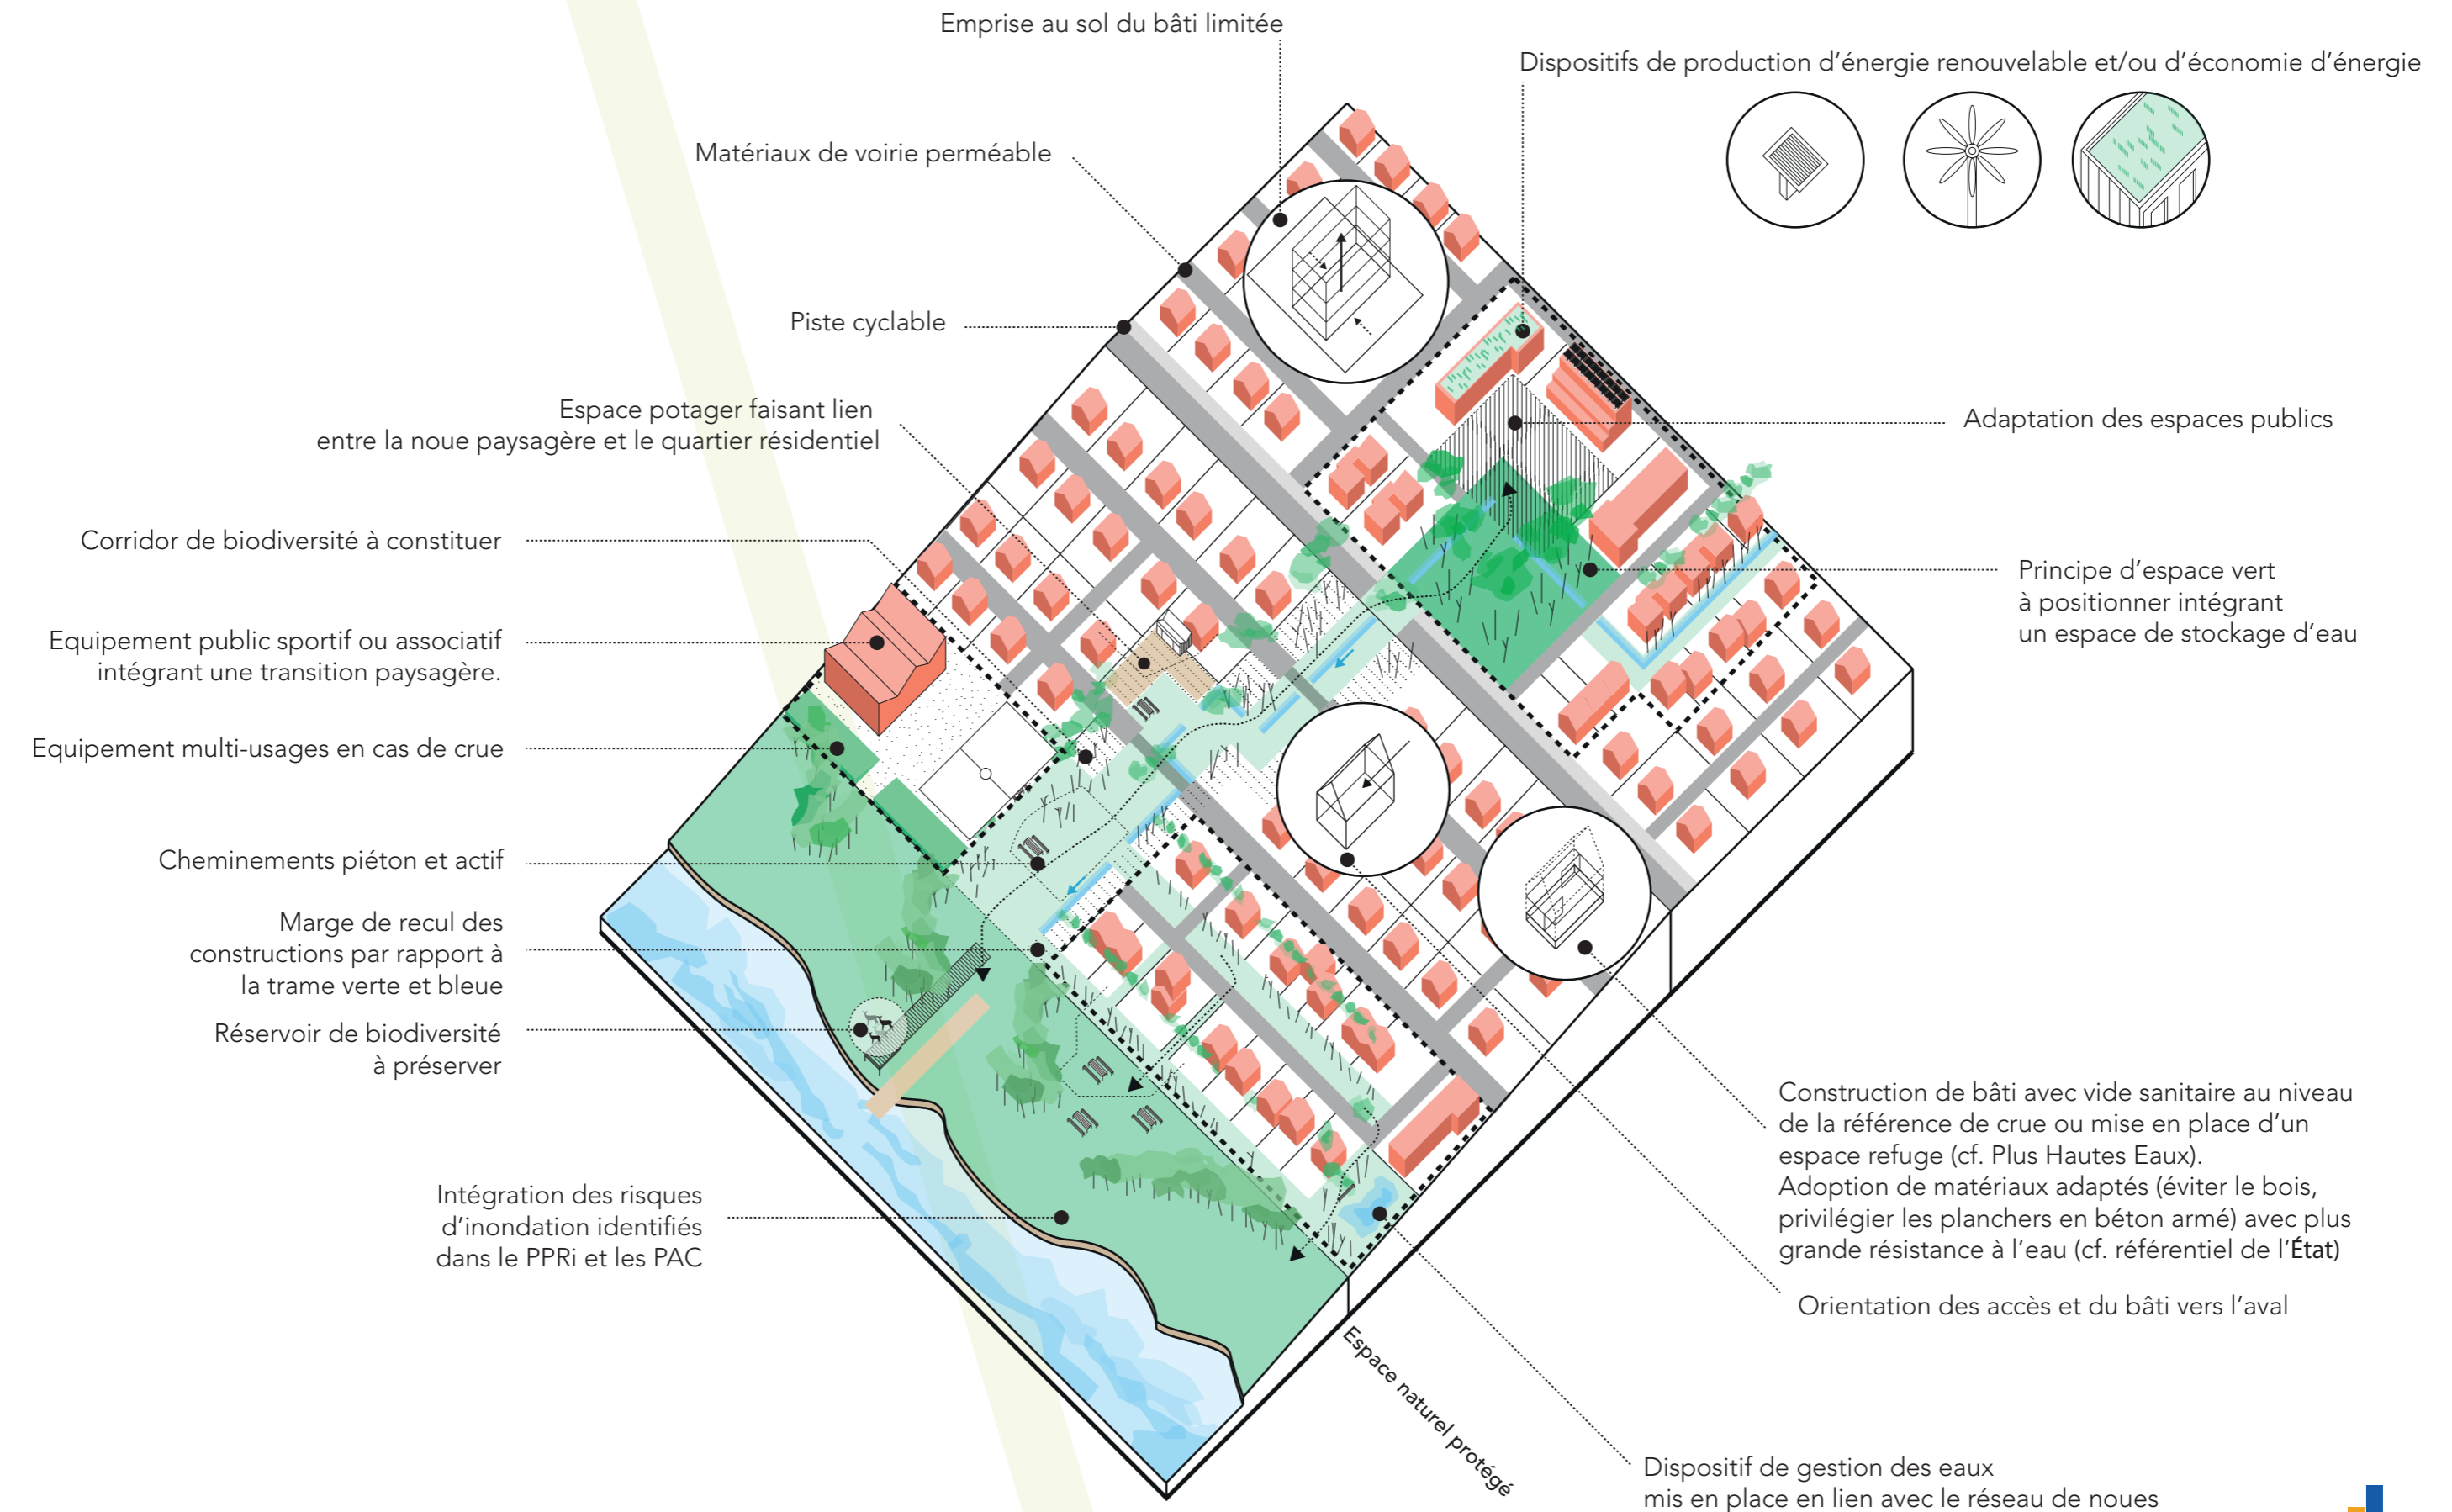 Emprise au sol du bâti limitée
Dispositifs de production d'énergie renouvelable et/ou d'économie d'énergie
Matériaux de voirie perméable
Piste cyclable
Espace potager faisant lien
entre la noue paysagère et le quartier résidentiel
Adaptation des espaces publics
Corridor de biodiversité à constituer
Principe d'espace vert
à positionner intégrant
un espace de stockage d'eau
Equipement public sportif ou associatif
intégrant une transition paysagère.
Equipement multi-usages en cas de crue
Cheminements piéton et actif
Marge de recul des
constructions par rapport à
la trame verte et bleue
Réservoir de biodiversité
à préserver
Construction de bâti avec vide sanitaire au niveau
de la référence de crue ou mise en place d'un
espace refuge (cf. Plus Hautes Eaux).
Adoption de matériaux adaptés (éviter le bois,
privilégier les planchers en béton armé) avec plus
grande résistance à l'eau (cf. référentiel de l'État)
Intégration des risques
d'inondation identifiés
dans le PPRi et les PAC
Orientation des accès et du bâti vers l'aval
Espace naturel protégé
Dispositif de gestion des eaux
mis en place en lien avec le réseau de noues